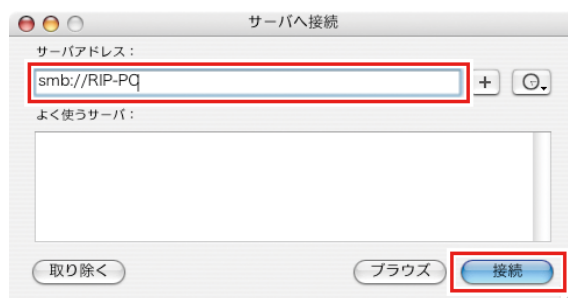 サーバへ接続
サーバアドレス：
smb://RIP-PC
+
よく使うサーバ：
取り除く
ブラウズ
接続